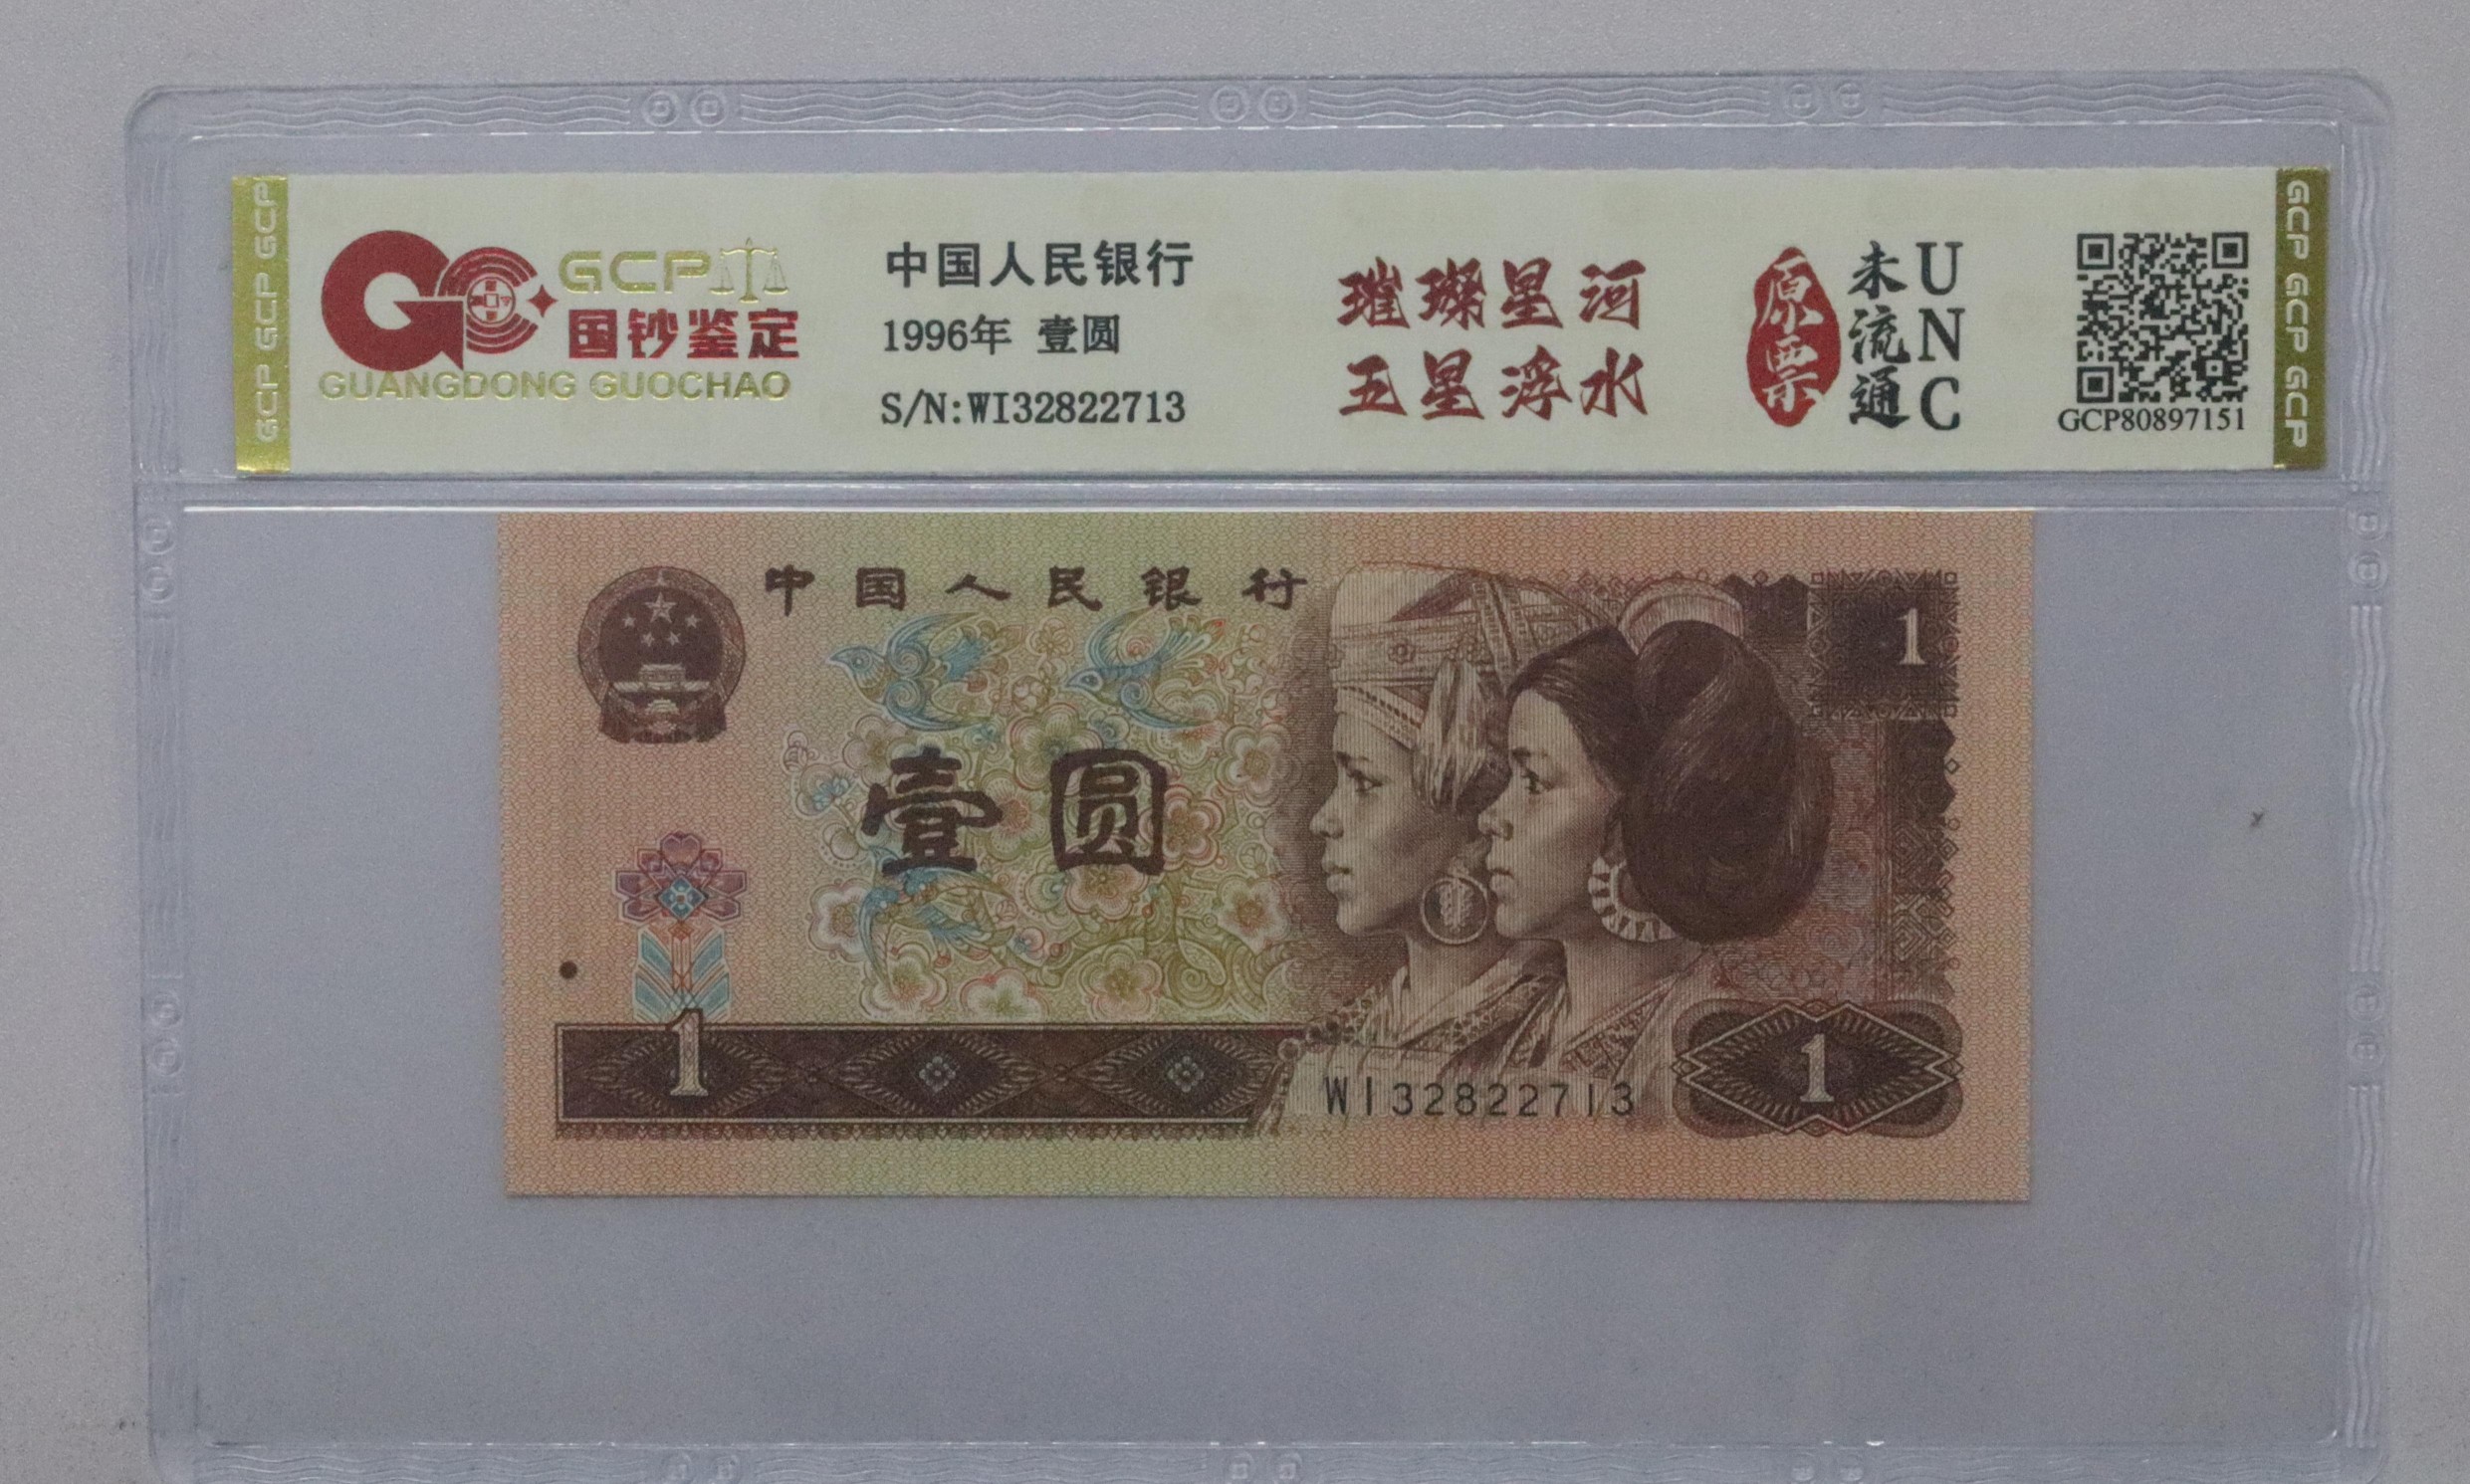 GCP GCP GCP
GCP
国钞鉴定
GUANGDONG GUOCHAO
中国人民银行
1996年 壹圆
S/N:WI32822713
璀璨星河
五星浮水
原票
未流通
UNC
GCP80897151
GCP GCP GCP
中国人民银行
1
壹圆
1
WI32822713
1